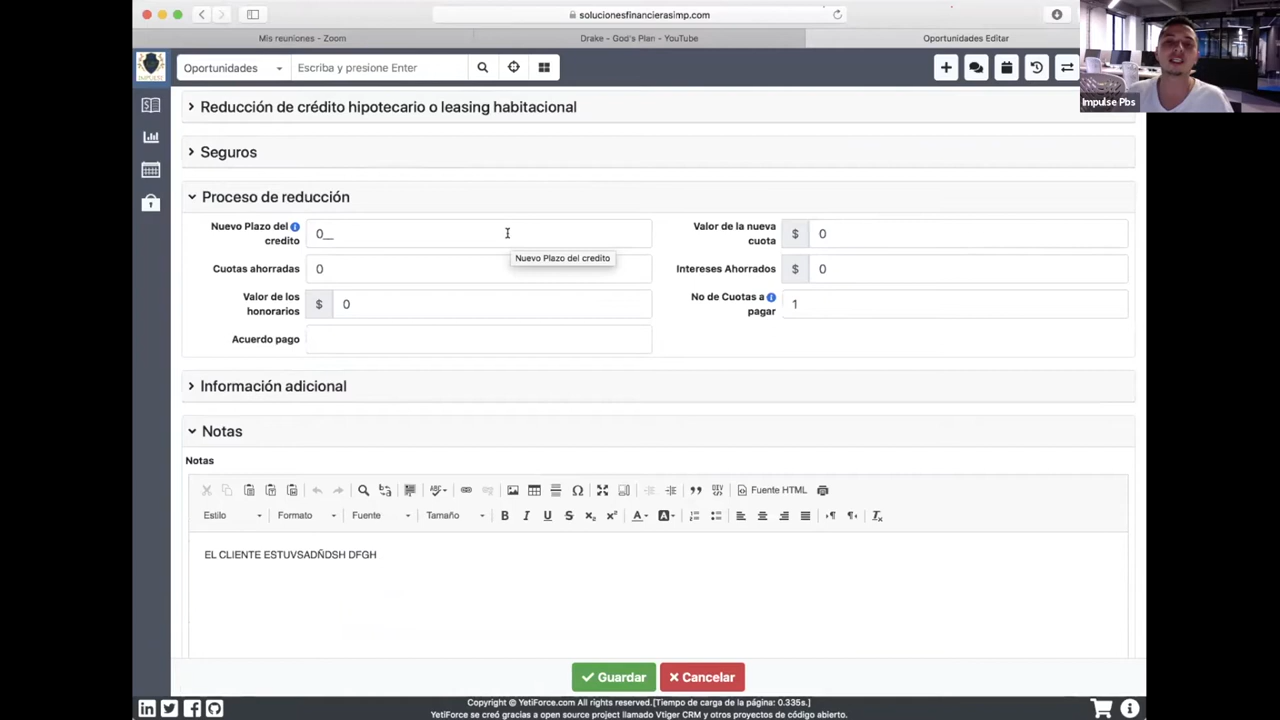 solucionesfinancierasimp.com
Mis reuniones - Zoom
Drake - God's Plan - YouTube
Oportunidades Editar
IMPULSE
Oportunidades
Escriba y presione Enter
Impulse Pbs
Reducción de crédito hipotecario o leasing habitacional
Seguros
Proceso de reducción
Nuevo Plazo del credito
0__
Valor de la nueva cuota
$ 0
Nuevo Plazo del credito
Cuotas ahorradas
0
Intereses Ahorrados
$ 0
Valor de los honorarios
$ 0
No de Cuotas a pagar
1
Acuerdo pago
Información adicional
Notas
Notas
Fuente HTML
Estilo
Formato
Fuente
Tamaño
EL CLIENTE ESTUVSADÑDSH DFGH
Guardar
Cancelar
Copyright © YetiForce.com All rights reserved.[Tiempo de carga de la página: 0.335s.]
YetiForce se creó gracias a open source project llamado Vtiger CRM y otros proyectos de código abierto.